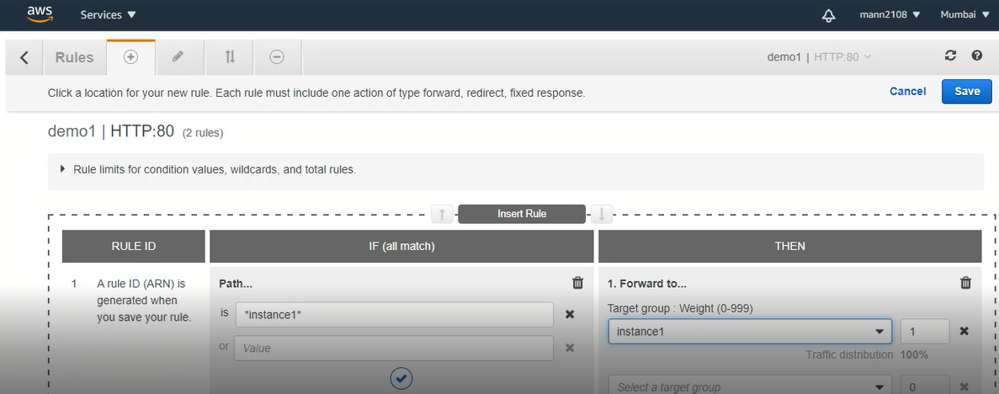 aws Services mann2108 Mumbai
Rules demo1 | HTTP:80
Click a location for your new rule. Each rule must include one action of type forward, redirect, fixed response. Cancel Save
demo1 | HTTP:80 (2 rules)
Rule limits for condition values, wildcards, and total rules.
Insert Rule
RULE ID IF (all match) THEN
1 A rule ID (ARN) is
generated when
you save your rule.
Path...
is *instance1*
or Value
1. Forward to...
Target group : Weight (0-999)
instance1 1
Traffic distribution 100%
Select a target group 0